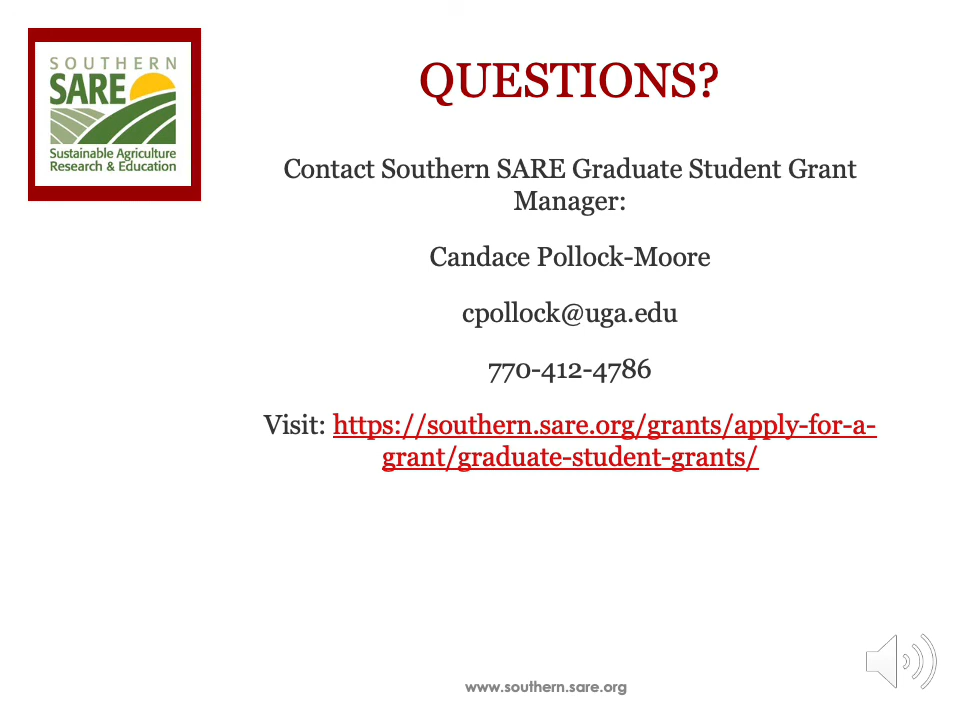 SOUTHERN
SARE
Sustainable Agriculture
Research & Education
QUESTIONS?
Contact Southern SARE Graduate Student Grant
Manager:
Candace Pollock-Moore
cpollock@uga.edu
770-412-4786
Visit: https://southern.sare.org/grants/apply-for-a-
grant/graduate-student-grants/
www.southern.sare.org